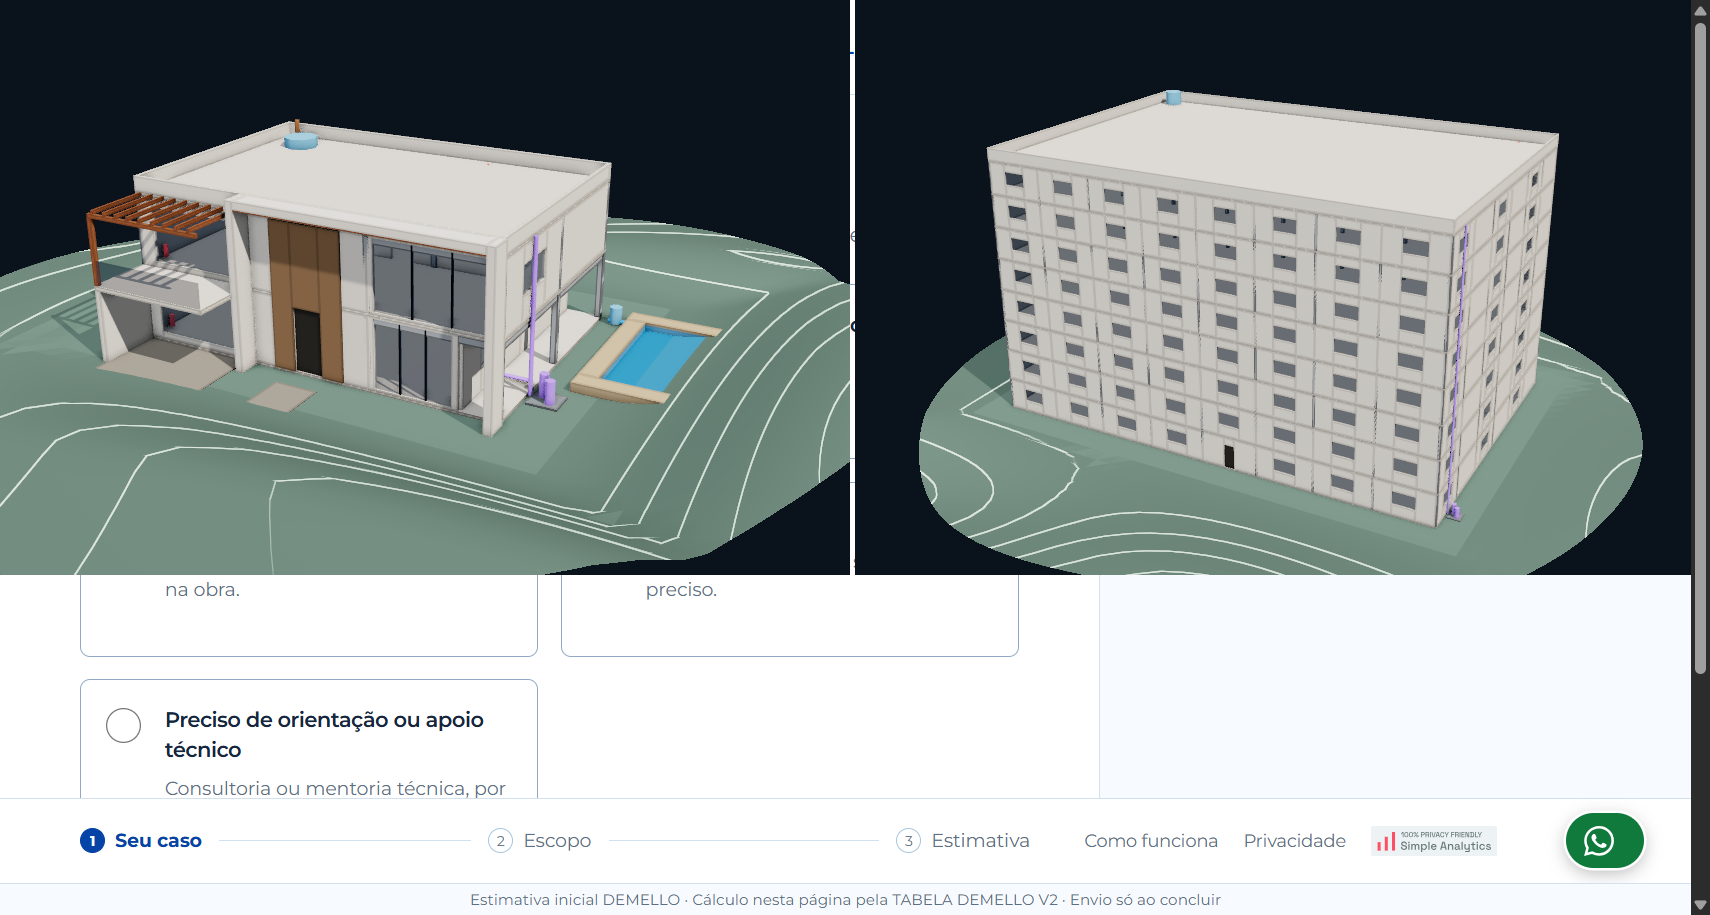 na obra.
preciso.
Preciso de orientação ou apoio
técnico
Consultoria ou mentoria técnica, por
1 Seu caso
2 Escopo
3 Estimativa
Como funciona
Privacidade
100% PRIVACY FRIENDLY
Simple Analytics
Estimativa inicial DEMELLO · Cálculo nesta página pela TABELA DEMELLO V2 · Envio só ao concluir